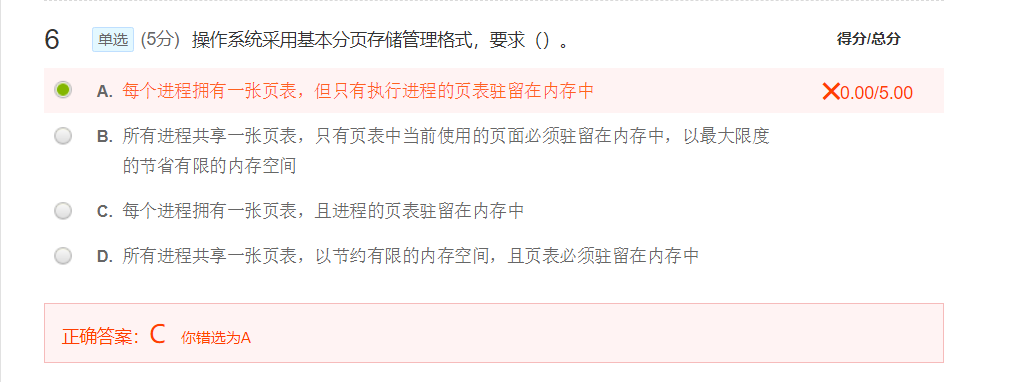 6 单选 (5分) 操作系统采用基本分页存储管理格式，要求（）。 得分/总分
A. 每个进程拥有一张页表，但只有执行进程的页表驻留在内存中 0.00/5.00
B. 所有进程共享一张页表，只有页表中当前使用的页面必须驻留在内存中，以最大限度
的节省有限的内存空间
C. 每个进程拥有一张页表，且进程的页表驻留在内存中
D. 所有进程共享一张页表，以节约有限的内存空间，且页表必须驻留在内存中
正确答案：C 你错选为A